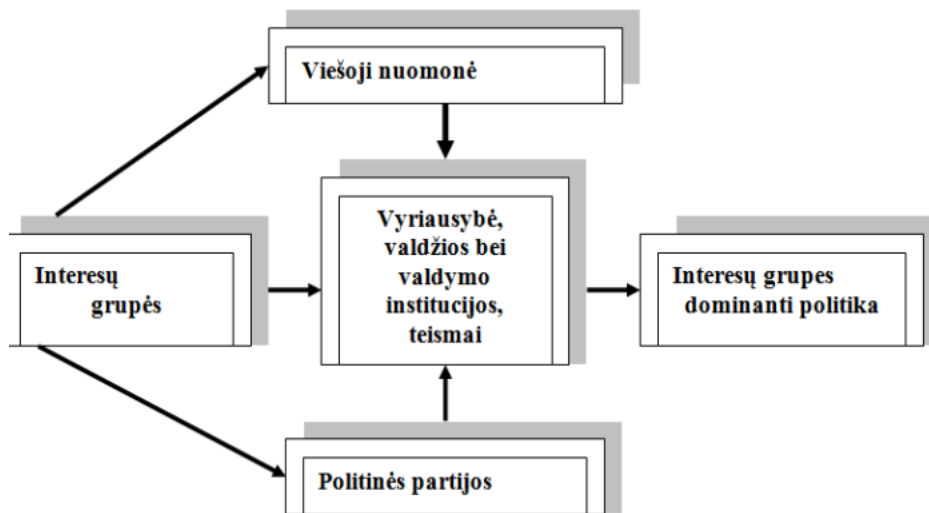 Viešoji nuomonė
Interesų
grupės
Vyriausybė,
valdžios bei
valdymo
institucijos,
teismai
Interesų grupes
dominanti politika
Politinės partijos